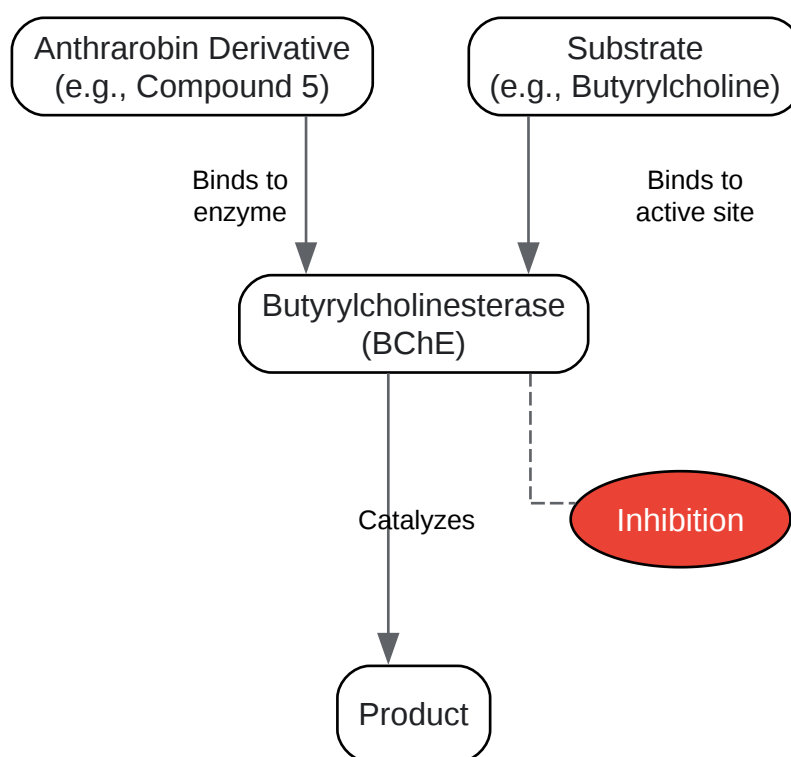 Anthrarobin Derivative
(e.g., Compound 5)
Substrate
(e.g., Butyrylcholine)
Binds to
enzyme
Binds to
active site
Butyrylcholinesterase
(BChE)
Catalyzes
Inhibition
Product